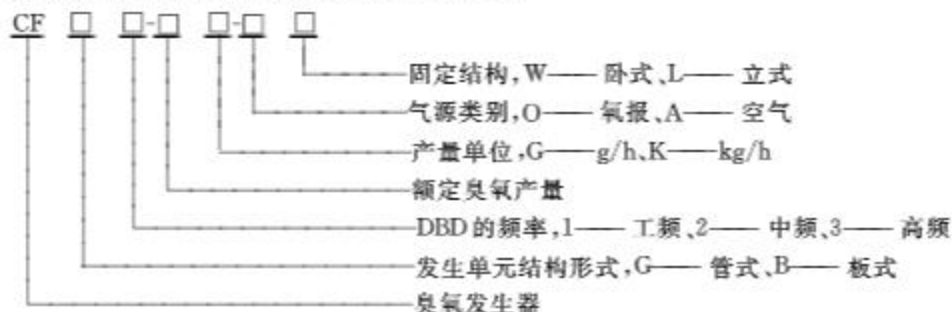 CF □ □-□ □-□ □
固定结构,W—— 卧式、L—— 立式
气源类别,O—— 氧报、A—— 空气
产量单位,G——g/h、K——kg/h
额定臭氧产量
DBD的频率,1—— 工频、2—— 中频、3—— 高频
发生单元结构形式,G—— 管式、B—— 板式
臭氧发生器